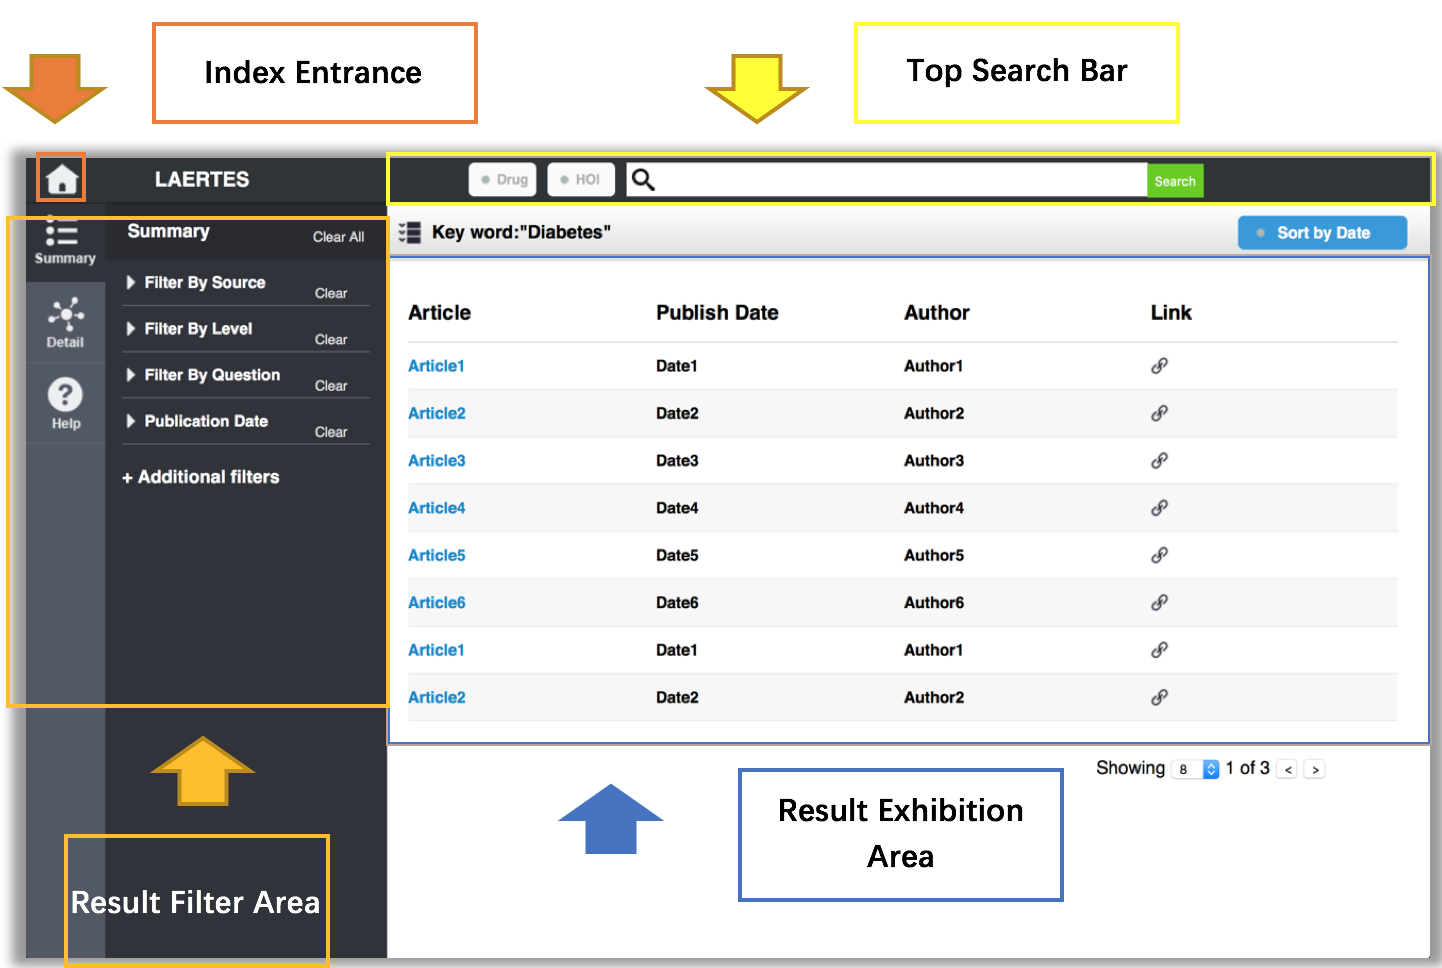 Index Entrance
Top Search Bar
LAERTES
Drug
HOI
Search
Summary
Summary
Clear All
Key word:"Diabetes"
Sort by Date
Filter By Source
Clear
Filter By Level
Clear
Filter By Question
Clear
Publication Date
Clear
+ Additional filters
Detail
Help
Article Publish Date Author Link
Article1 Date1 Author1
Article2 Date2 Author2
Article3 Date3 Author3
Article4 Date4 Author4
Article5 Date5 Author5
Article6 Date6 Author6
Article1 Date1 Author1
Article2 Date2 Author2
Showing 8 1 of 3 < >
Result Exhibition
Area
Result Filter Area